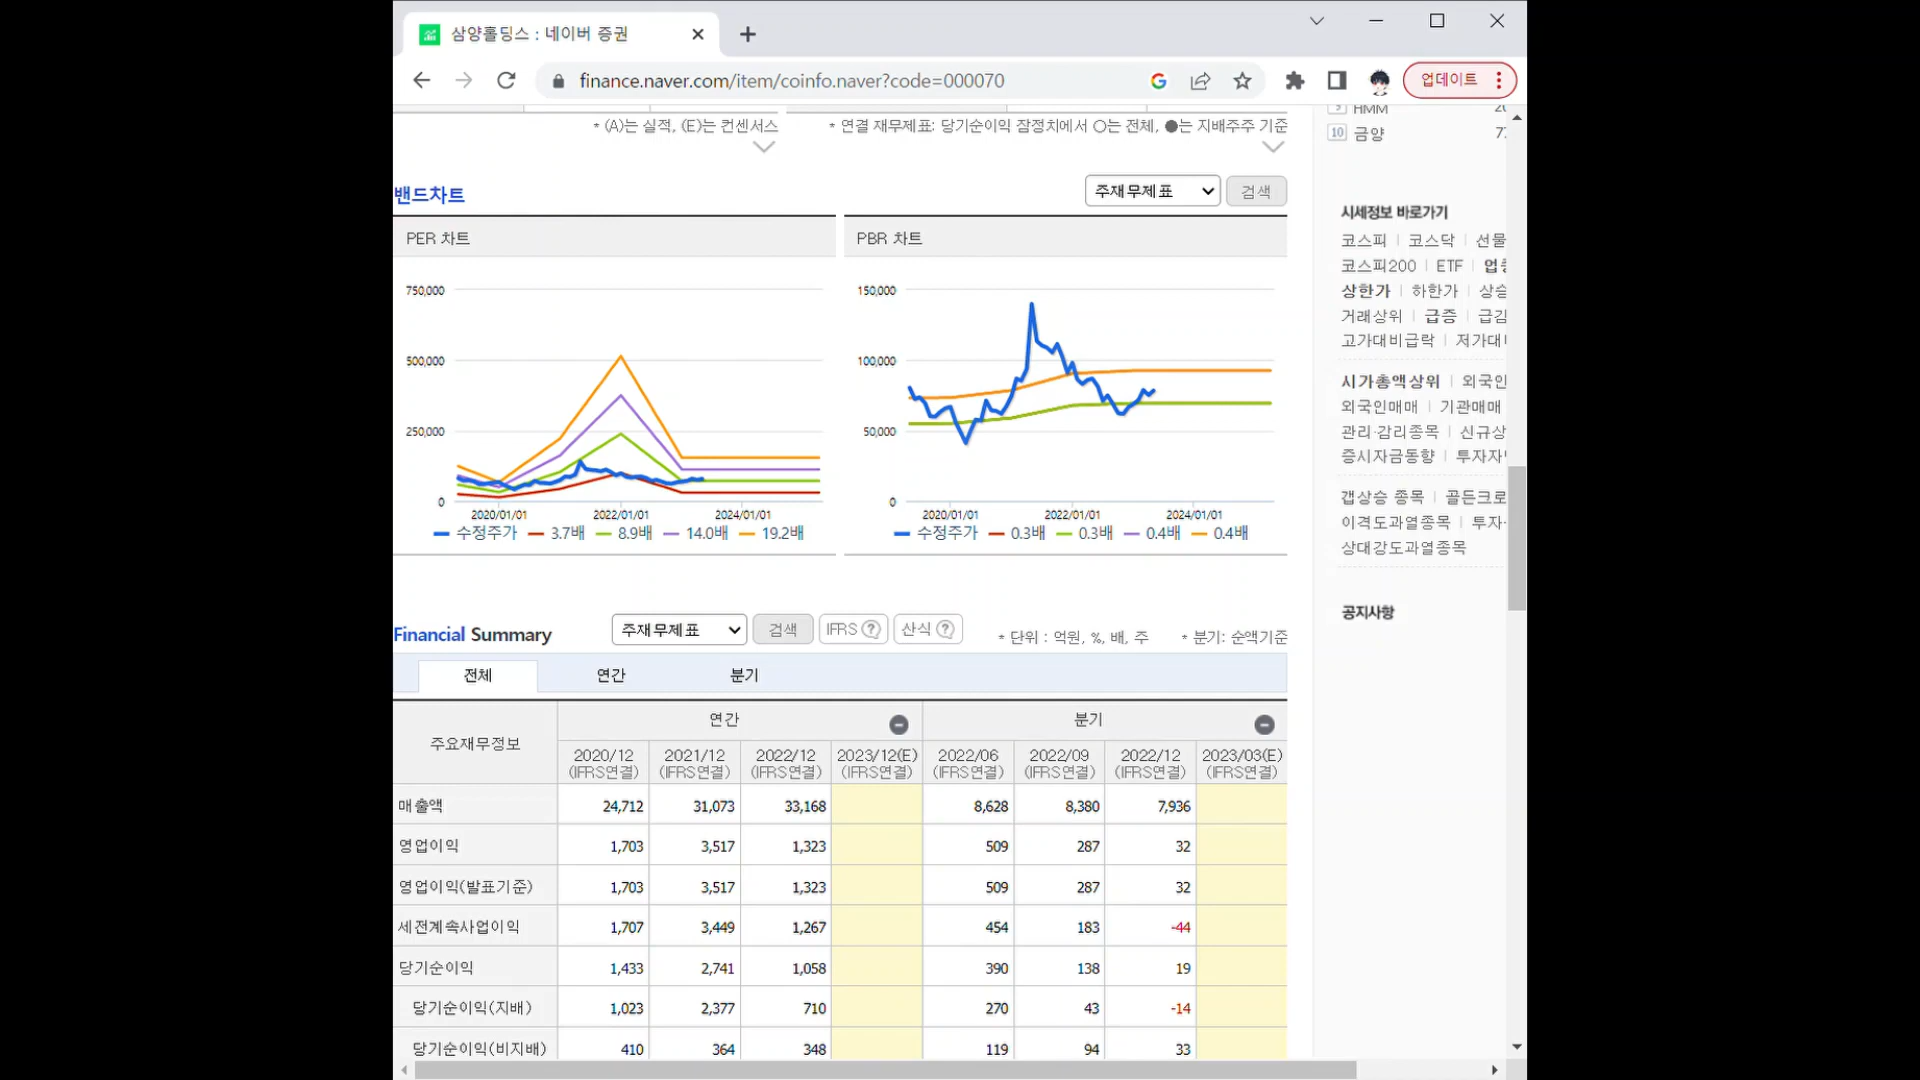 삼양홀딩스 : 네이버 증권
finance.naver.com/item/coinfo.naver?code=000070
업데이트
* (A)는 실적, (E)는 컨센서스
* 연결 재무제표: 당기순이익 잠정치에서 ○는 전체, ●는 지배주주 기준
HMM
10 금양
밴드차트
주재무제표
검색
PER 차트
750,000
500,000
250,000
0
2020/01/01 2022/01/01 2024/01/01
수정주가 3.7배 8.9배 14.0배 19.2배
PBR 차트
150,000
100,000
50,000
0
2020/01/01 2022/01/01 2024/01/01
수정주가 0.3배 0.3배 0.4배 0.4배
시세정보 바로가기
코스피 코스닥 선물
코스피200 ETF
상한가 하한가 상승
거래상위 급증 급감
고가대비급락
시가총액상위 외국인
외국인매매 기관매매
관리·감리종목 신규상
증시자금동향 투자자
갭상승 종목 골든크로
이격도과열종목 투자
상대강도과열종목
공지사항
Financial Summary
주재무제표
검색
IFRS ?
산식 ?
* 단위 : 억원, %, 배, 주
* 분기: 순액기준
전체 연간 분기
주요재무정보 연간 분기
2020/12 2021/12 2022/12 2023/12(E) 2022/06 2022/09 2022/12 2023/03(E)
(IFRS연결) (IFRS연결) (IFRS연결) (IFRS연결) (IFRS연결) (IFRS연결) (IFRS연결) (IFRS연결)
매출액 24,712 31,073 33,168 8,628 8,380 7,936
영업이익 1,703 3,517 1,323 509 287 32
영업이익(발표기준) 1,703 3,517 1,323 509 287 32
세전계속사업이익 1,707 3,449 1,267 454 183 -44
당기순이익 1,433 2,741 1,058 390 138 19
당기순이익(지배) 1,023 2,377 710 270 43 -14
당기순이익(비지배) 410 364 348 119 94 33